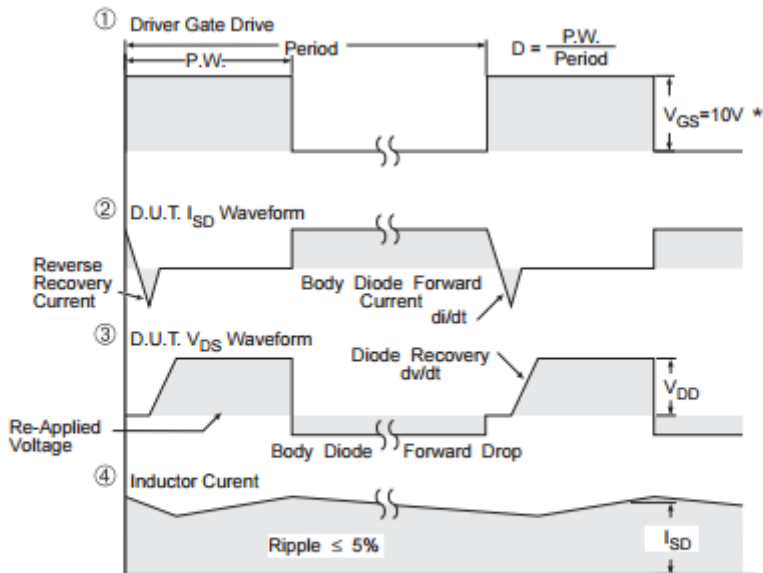 ① Driver Gate Drive
P.W.
Period
D = P.W.
Period
V_GS=10V *
② D.U.T. I_SD Waveform
Reverse
Recovery
Current
Body Diode Forward
Current
di/dt
③ D.U.T. V_DS Waveform
Diode Recovery
dv/dt
V_DD
Re-Applied
Voltage
Body Diode Forward Drop
④ Inductor Curent
Ripple ≤ 5%
I_SD